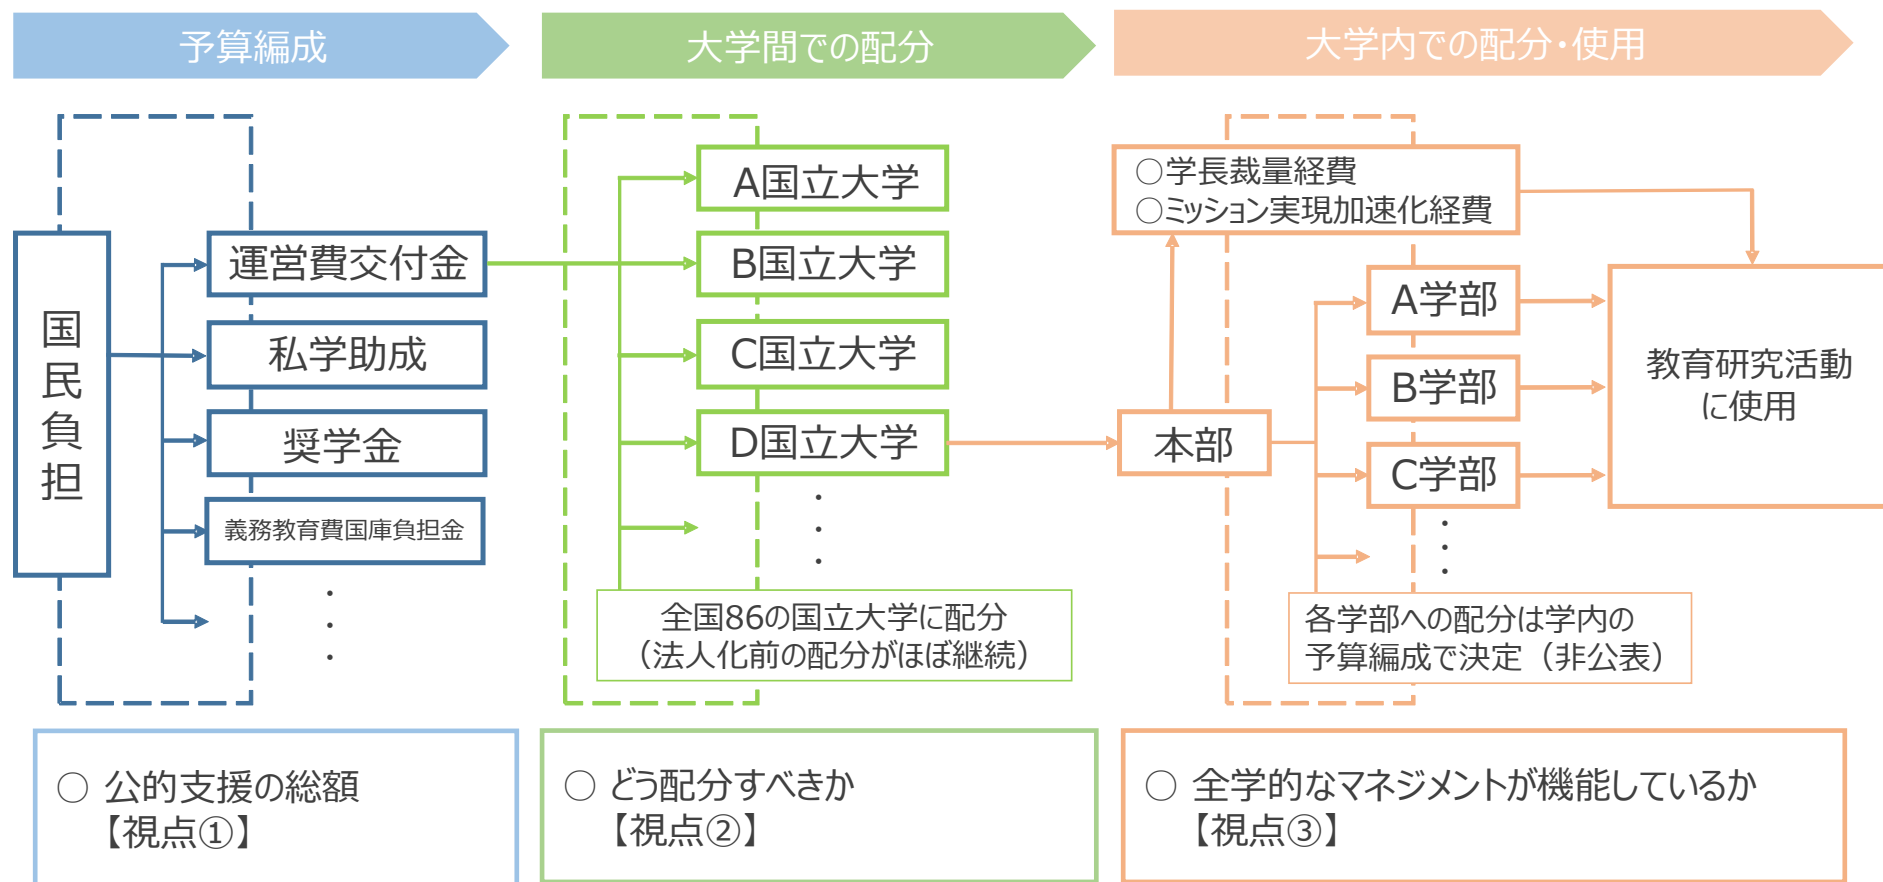 予算編成
大学間での配分
大学内での配分・使用
国民負担
運営費交付金
私学助成
奨学金
義務教育費国庫負担金
・
・
・
A国立大学
B国立大学
C国立大学
D国立大学
・
・
・
全国86の国立大学に配分
（法人化前の配分がほぼ継続）
○学長裁量経費
○ミッション実現加速化経費
本部
A学部
B学部
C学部
・
・
・
各学部への配分は学内の
予算編成で決定（非公表）
教育研究活動
に使用
○ 公的支援の総額
【視点①】
○ どう配分すべきか
【視点②】
○ 全学的なマネジメントが機能しているか
【視点③】